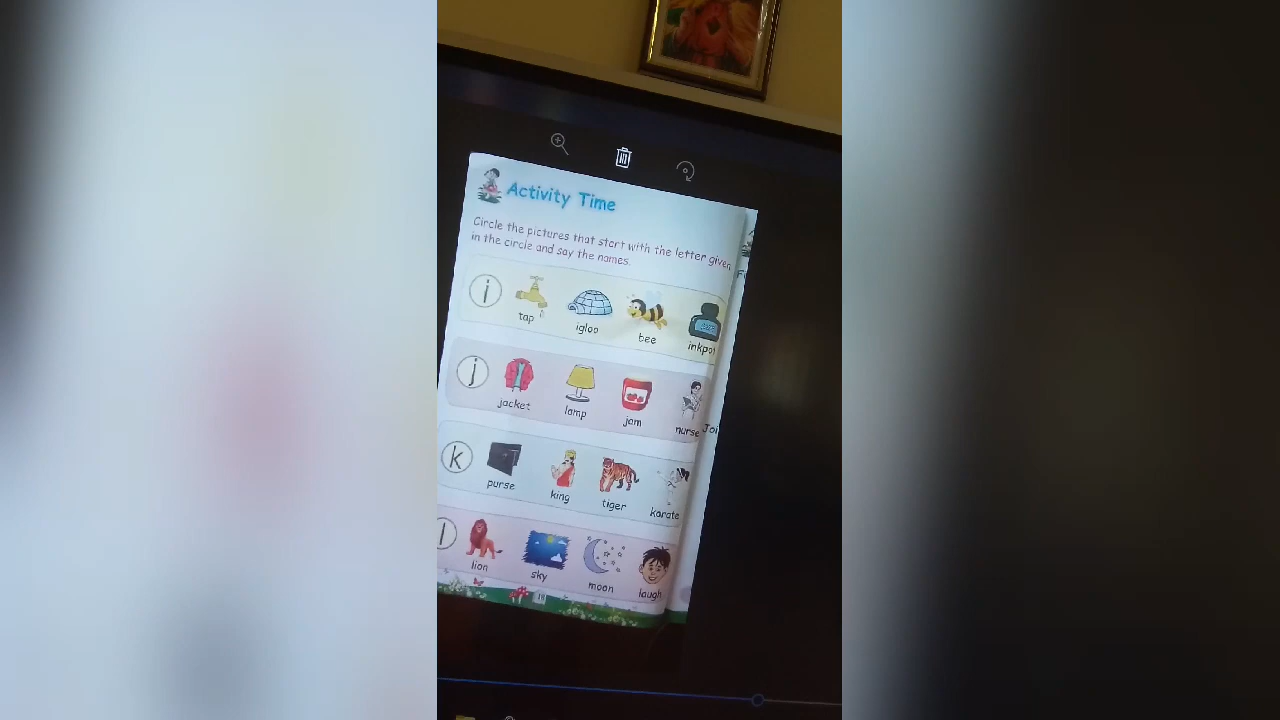 Activity Time
Circle the pictures that start with the letter given
in the circle and say the names.
i tap igloo bee inkpot
j jacket lamp jam nurse Joi
k purse king tiger karate
l lion sky moon laugh